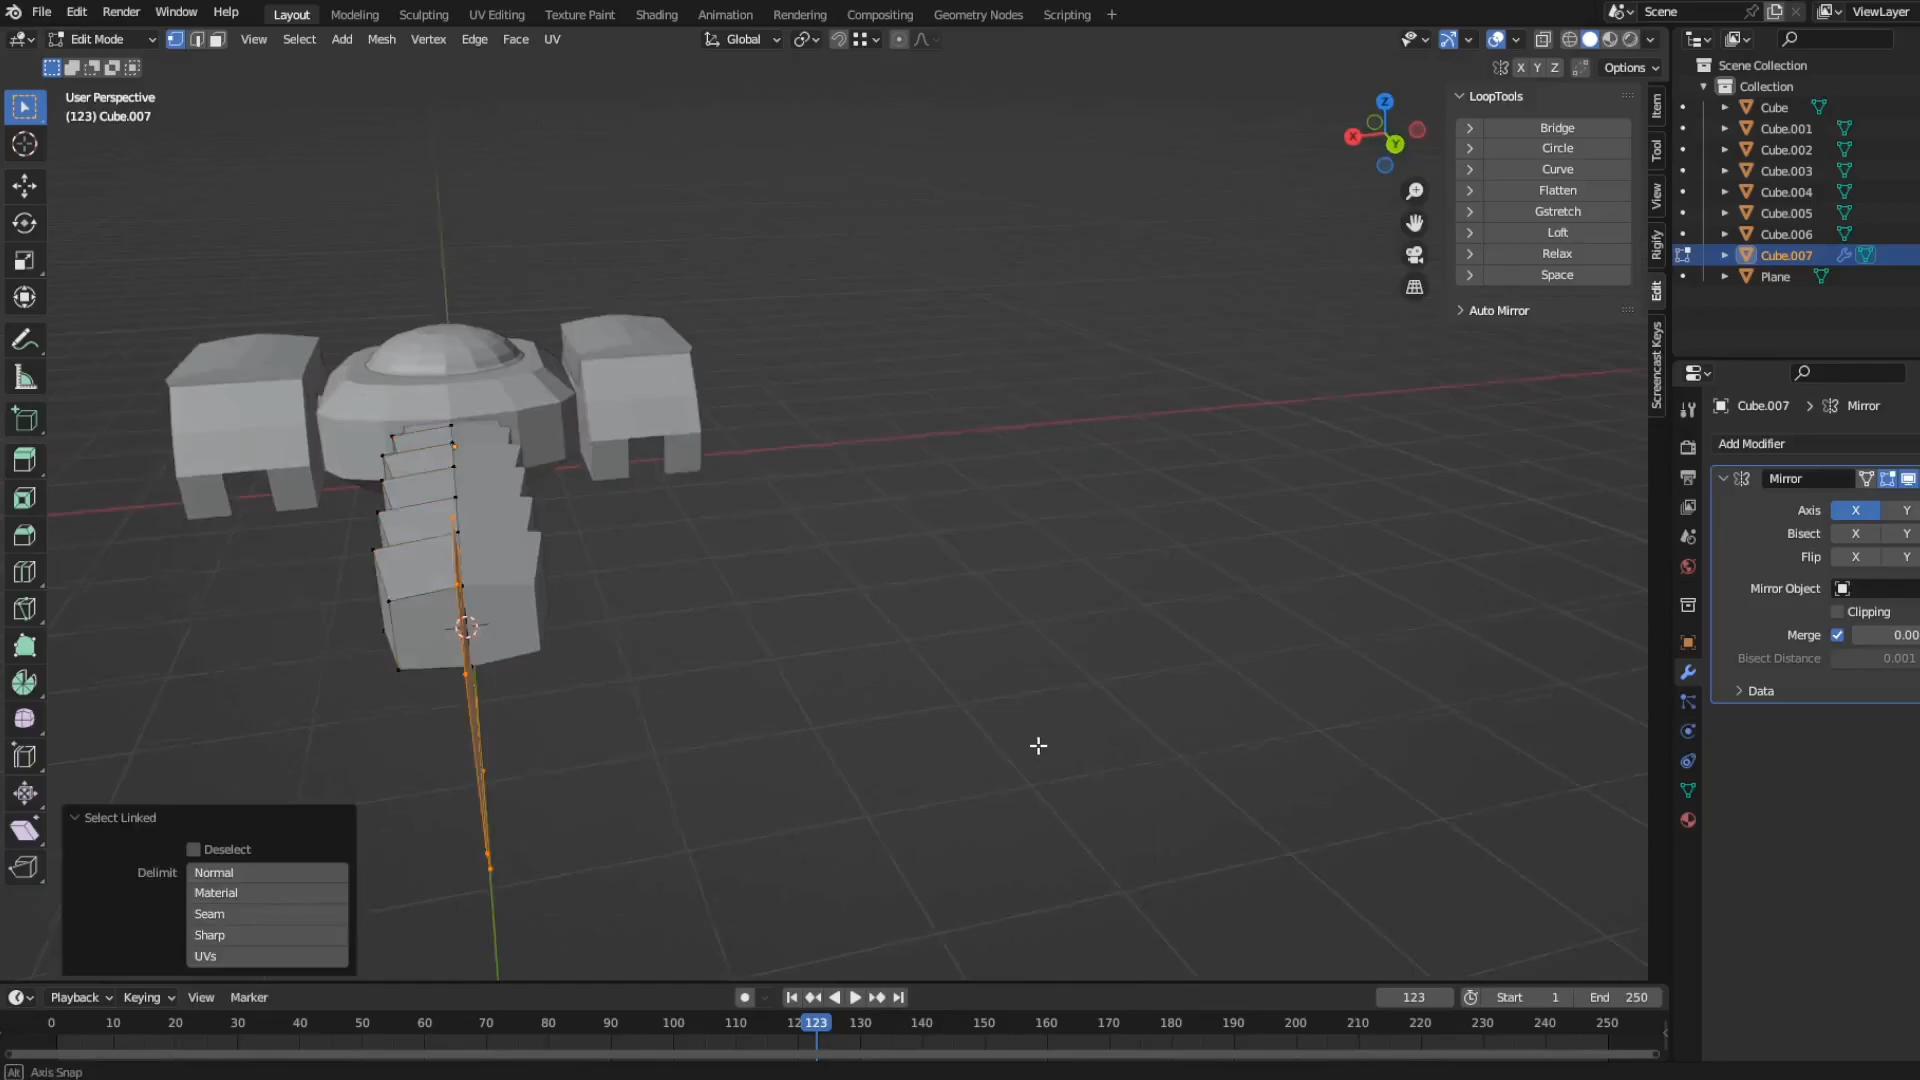 File Edit Render Window Help Layout Modeling Sculpting UV Editing Texture Paint Shading Animation Rendering Compositing Geometry Nodes Scripting + Scene ViewLayer
Edit Mode View Select Add Mesh Vertex Edge Face UV Global
X Y Z Options
User Perspective
(123) Cube.007
LoopTools
Bridge
Circle
Curve
Flatten
Gstretch
Loft
Relax
Space
Auto Mirror
Item
Tool
View
Rigify
Edit
Screencast Keys
Z
X
Y
Scene Collection
Collection
Cube
Cube.001
Cube.002
Cube.003
Cube.004
Cube.005
Cube.006
Cube.007
Plane
Cube.007 > Mirror
Add Modifier
Mirror
Axis X Y
Bisect X Y
Flip X Y
Mirror Object
Clipping
Merge 0.00
Bisect Distance 0.001
Data
Select Linked
Deselect
Delimit Normal
Material
Seam
Sharp
UVs
Playback Keying View Marker 123 Start 1 End 250
0 10 20 30 40 50 60 70 80 90 100 110 12 123 130 140 150 160 170 180 190 200 210 220 230 240 250
Alt Axis Snap